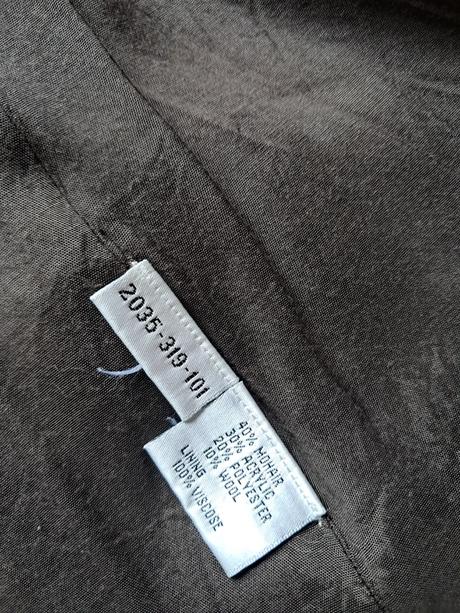 2035-319-101
40% MOHAIR
30% ACRYLIC
20% POLYESTER
10% WOOL
LINING
100% VISCOSE